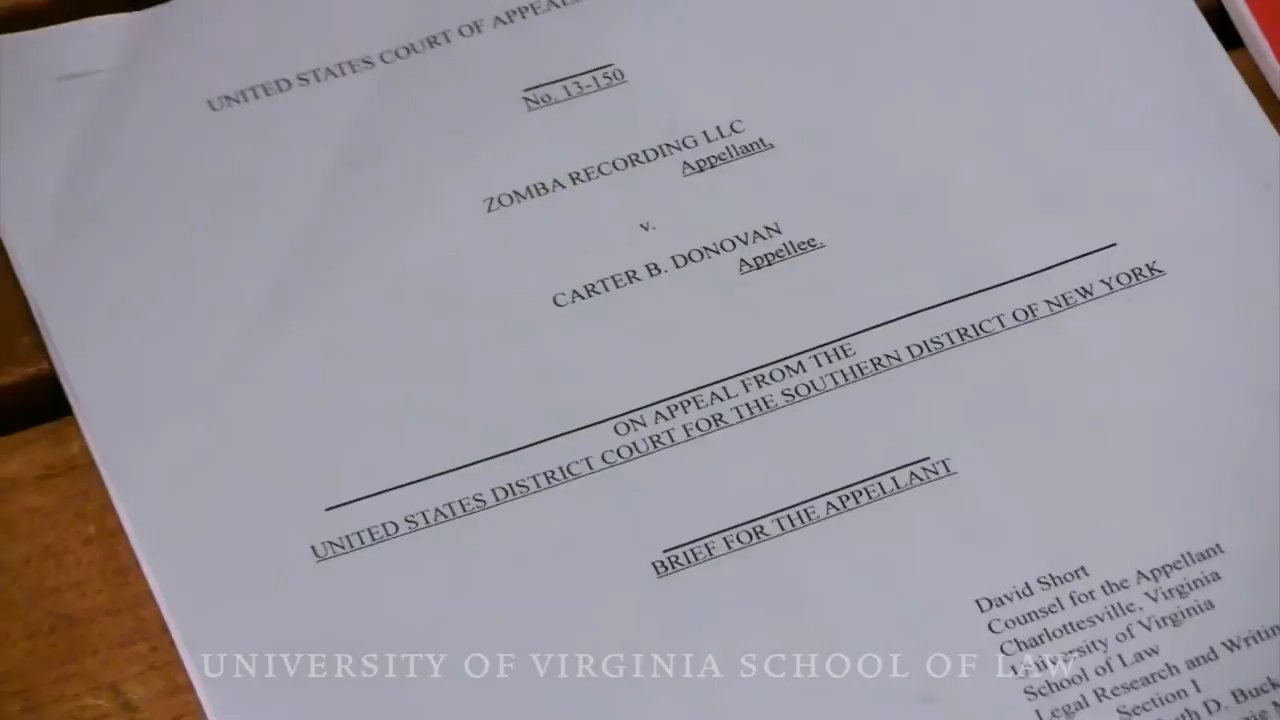 UNITED STATES COURT OF APPEAL
No. 13-150
ZOMBA RECORDING LLC
Appellant,
v.
CARTER B. DONOVAN
Appellee.
ON APPEAL FROM THE
UNITED STATES DISTRICT COURT FOR THE SOUTHERN DISTRICT OF NEW YORK
BRIEF FOR THE APPELLANT
David Short
Counsel for the Appellant
Charlottesville, Virginia
University of Virginia
School of Law
Legal Research and Writing
Section I
D. Buck
UNIVERSITY OF VIRGINIA SCHOOL OF LAW